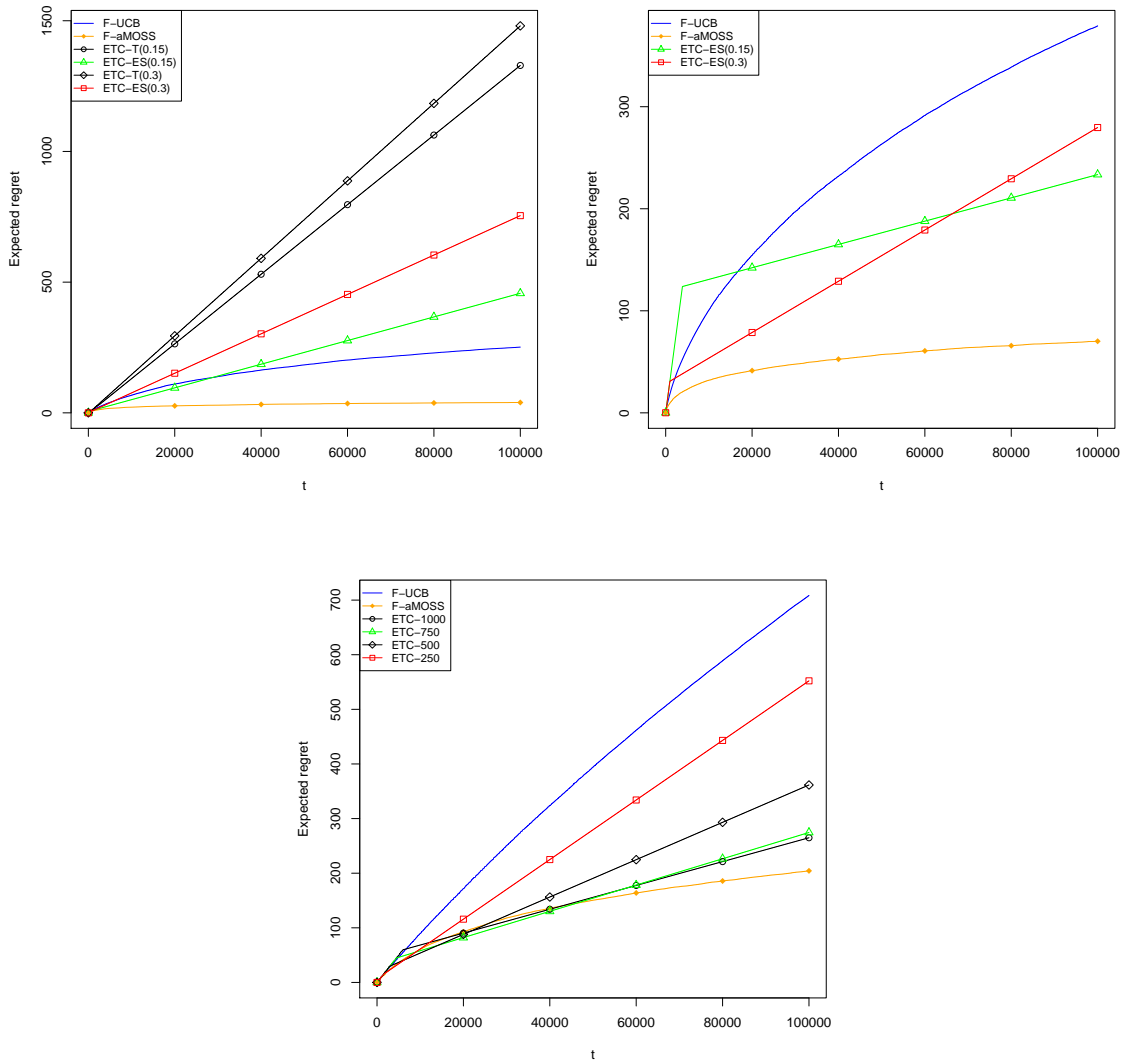 F−UCB
F−aMOSS
ETC−T(0.15)
ETC−ES(0.15)
ETC−T(0.3)
ETC−ES(0.3)
Expected regret
1500
1000
500
0
0 20000 40000 60000 80000 100000
t
F−UCB
F−aMOSS
ETC−ES(0.15)
ETC−ES(0.3)
Expected regret
300
200
100
0
0 20000 40000 60000 80000 100000
t
F−UCB
F−aMOSS
ETC−1000
ETC−750
ETC−500
ETC−250
Expected regret
700
600
500
400
300
200
100
0
0 20000 40000 60000 80000 100000
t